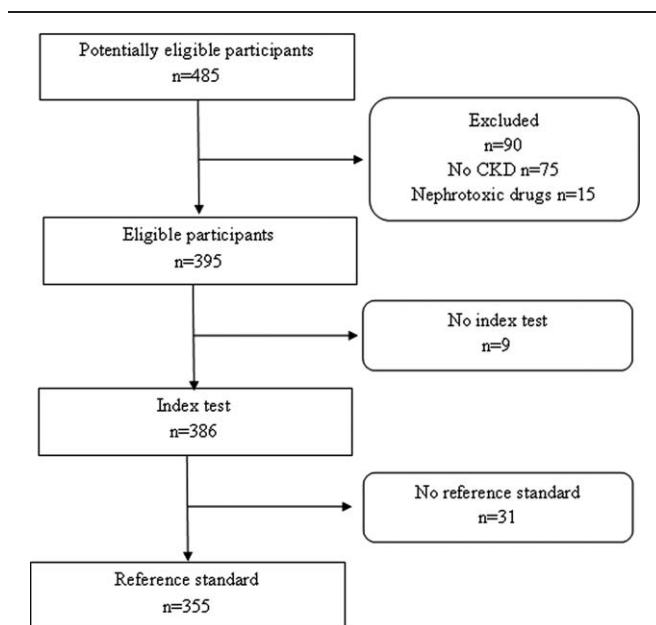 Potentially eligible participants
n=485
Excluded
n=90
No CKD n=75
Nephrotoxic drugs n=15
Eligible participants
n=395
No index test
n=9
Index test
n=386
No reference standard
n=31
Reference standard
n=355